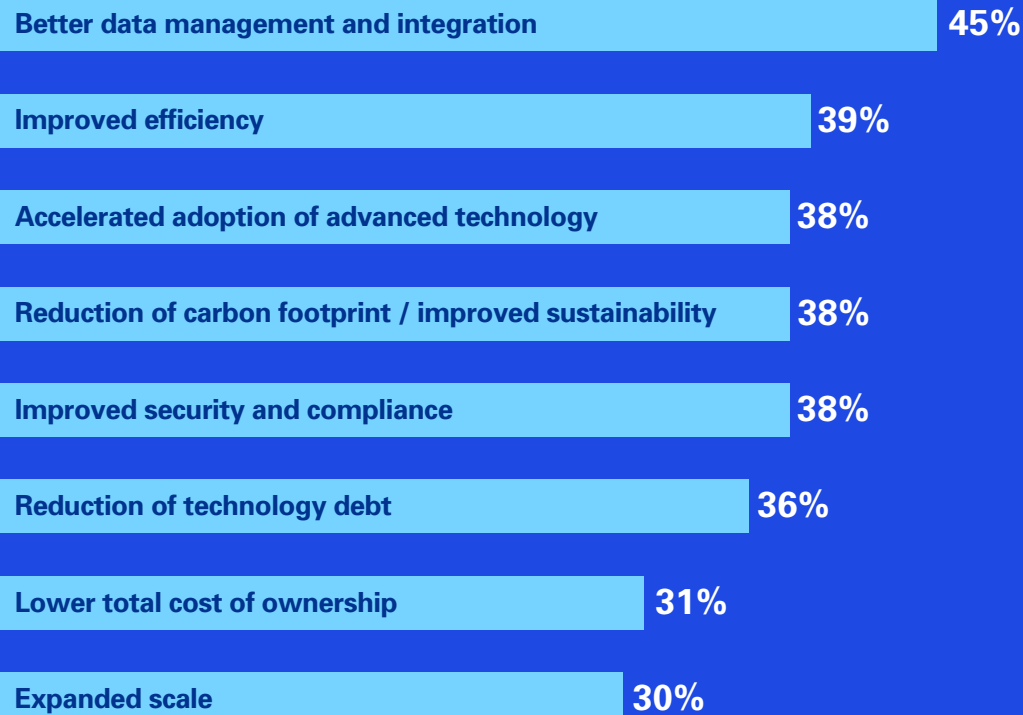 Better data management and integration 45%
Improved efficiency 39%
Accelerated adoption of advanced technology 38%
Reduction of carbon footprint / improved sustainability 38%
Improved security and compliance 38%
Reduction of technology debt 36%
Lower total cost of ownership 31%
Expanded scale 30%